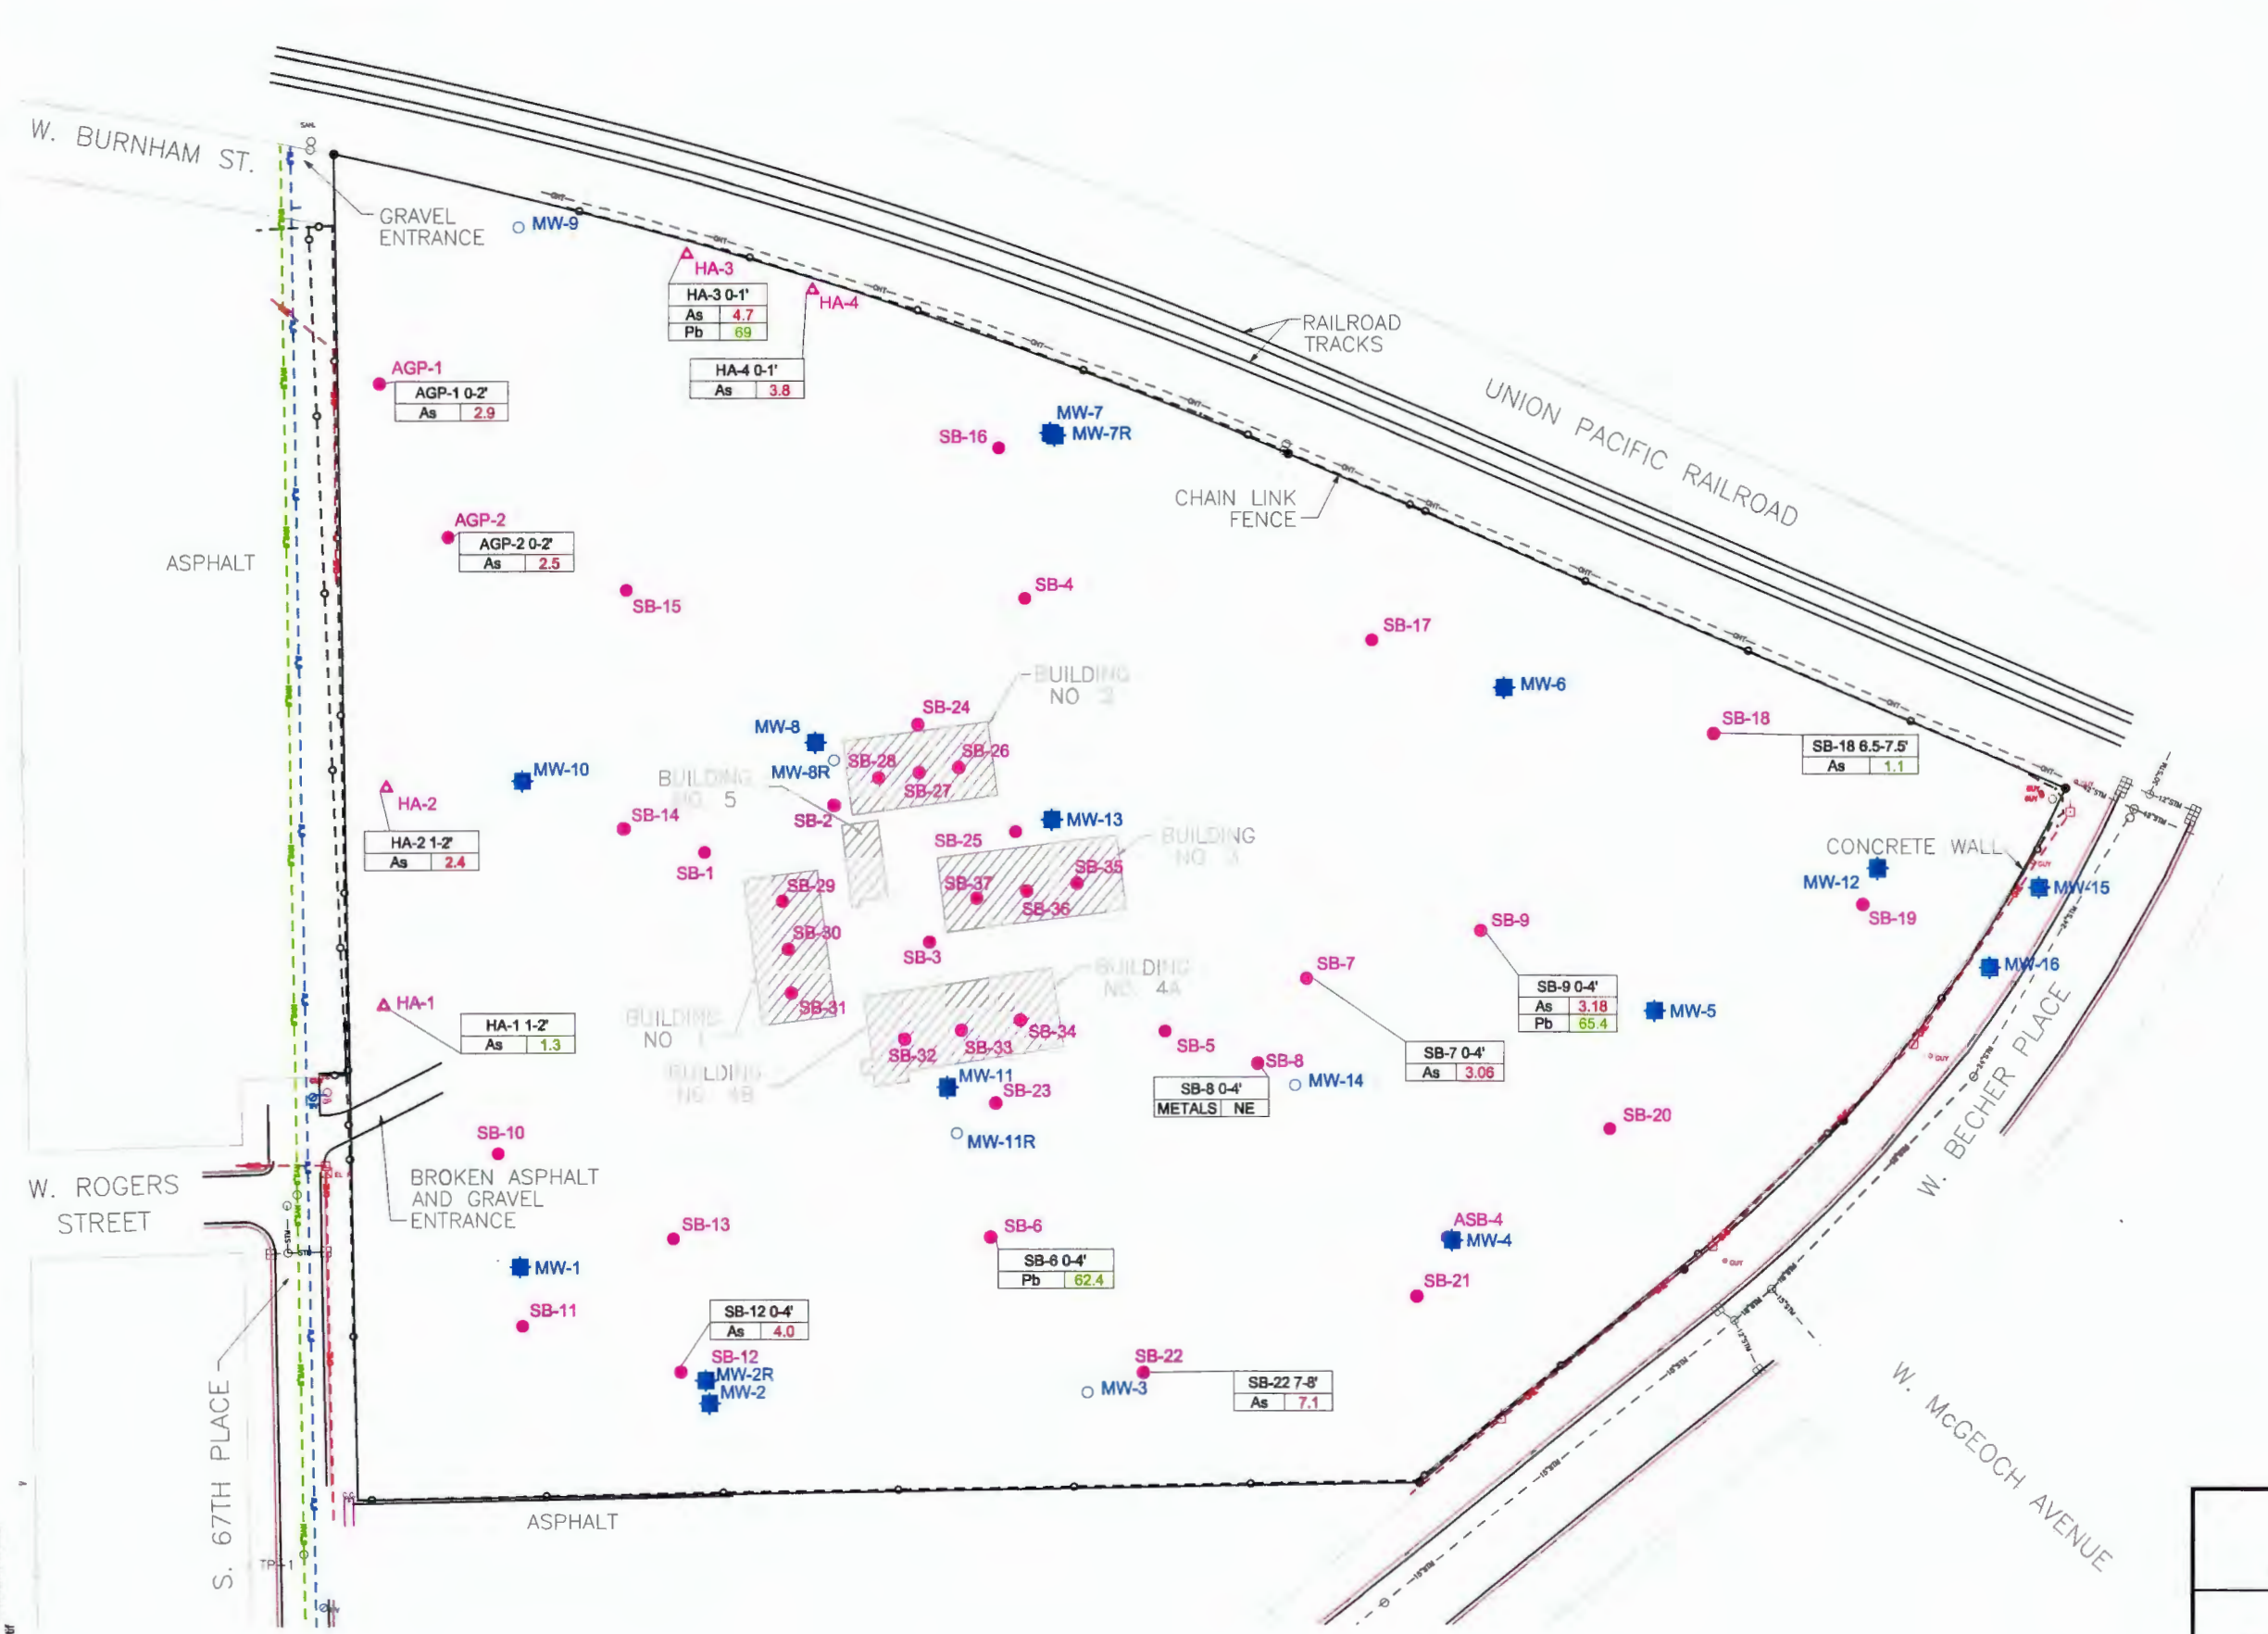 W. BURNHAM ST.
GRAVEL
ENTRANCE
MW-9
HA-3
HA-3 0-1'
As 4.7
Pb 69
HA-4
HA-4 0-1'
As 3.8
RAILROAD
TRACKS
UNION PACIFIC RAILROAD
AGP-1
AGP-1 0-2'
As 2.9
MW-7
MW-7R
SB-16
CHAIN LINK
FENCE
ASPHALT
AGP-2
AGP-2 0-2'
As 2.5
SB-15
SB-4
SB-17
BUILDING
NO 2
MW-6
SB-24
SB-18
SB-18 6.5-7.5'
As 1.1
MW-8
MW-8R
SB-28
SB-26
SB-27
MW-10
BUILDING
NO. 5
SB-2
HA-2
HA-2 1-2'
As 2.4
SB-14
SB-1
SB-25
MW-13
BUILDING
NO 3
CONCRETE WALL
MW-12
MW-15
SB-19
SB-29
SB-37
SB-35
SB-36
SB-30
SB-3
SB-9
SB-9 0-4'
As 3.18
Pb 65.4
MW-16
SB-7
SB-7 0-4'
As 3.06
MW-5
HA-1
HA-1 1-2'
As 1.3
SB-31
BUILDING
NO 1
BUILDING
NO. 4A
SB-34
SB-33
SB-32
BUILDING
NO. 4B
SB-5
SB-8
SB-8 0-4'
METALS NE
MW-14
MW-11
SB-23
MW-11R
SB-20
W. BECHER PLACE
SB-10
BROKEN ASPHALT
AND GRAVEL
ENTRANCE
W. ROGERS
STREET
SB-13
SB-6
SB-6 0-4'
Pb 62.4
ASB-4
MW-4
MW-1
SB-11
SB-21
SB-12 0-4'
As 4.0
SB-12
MW-2R
MW-2
MW-3
SB-22
SB-22 7-8'
As 7.1
S. 67TH PLACE
W. McGEOCH AVENUE
ASPHALT
TP-1